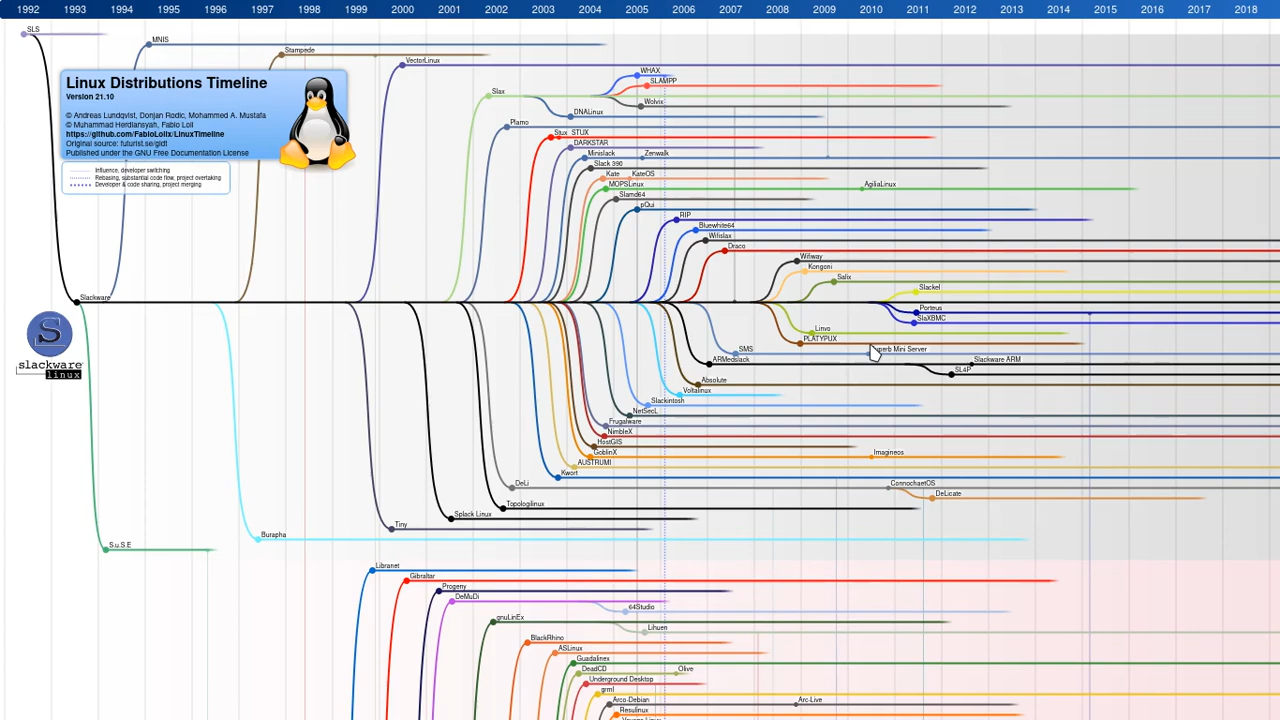 1992 1993 1994 1995 1996 1997 1998 1999 2000 2001 2002 2003 2004 2005 2006 2007 2008 2009 2010 2011 2012 2013 2014 2015 2016 2017 2018
SLS
MNIS
Stampede
VectorLinux
WHAX
SLAMPP
Slax
Wolvix
DNALinux
Plamo
Stux STUX
DARKSTAR
Minislack Zenwalk
Slack 390
Kate KateOS
MOPSLinux AgiliaLinux
Slamd64
pQui
RIP
Bluewhite64
Wifislax
Draco
Wifiway
Kongoni
Salix
Slackel
Slackware
Porteus
SlaXBMC
Linvo
PLATYPUX
SMS Mini Server
ARMedslack Slackware ARM
SL4P
Absolute
Voltalinux
Slackintosh
NetSecL
Frugalware
NimbleX
HostGIS
GoblinX Imagineos
AUSTRUMI
Kwort
DeLi ConnochaetOS
DeLicate
Topologilinux
Splack Linux
Tiny
Burapha
S.u.S.E
Linux Distributions Timeline
Version 21.10
© Andreas Lundqvist, Donjan Rodic, Mohammed A. Mustafa
© Muhammad Herdiansyah, Fabio Loli
https://github.com/FabioLolix/LinuxTimeline
Original source: futurist.se/gldt
Published under the GNU Free Documentation License
Influence, developer switching
Rebasing, substantial code flow, project overtaking
Developer & code sharing, project merging
S
slackware
linux
Libranet
Gibraltar
Progeny
DeMuDi
64Studio
gnuLinEx
Lihuen
BlackRhino
ASLinux
Guadalinex
DeadCD Olive
Underground Desktop
grml
Arco-Debian Arc-Live
Resulinux